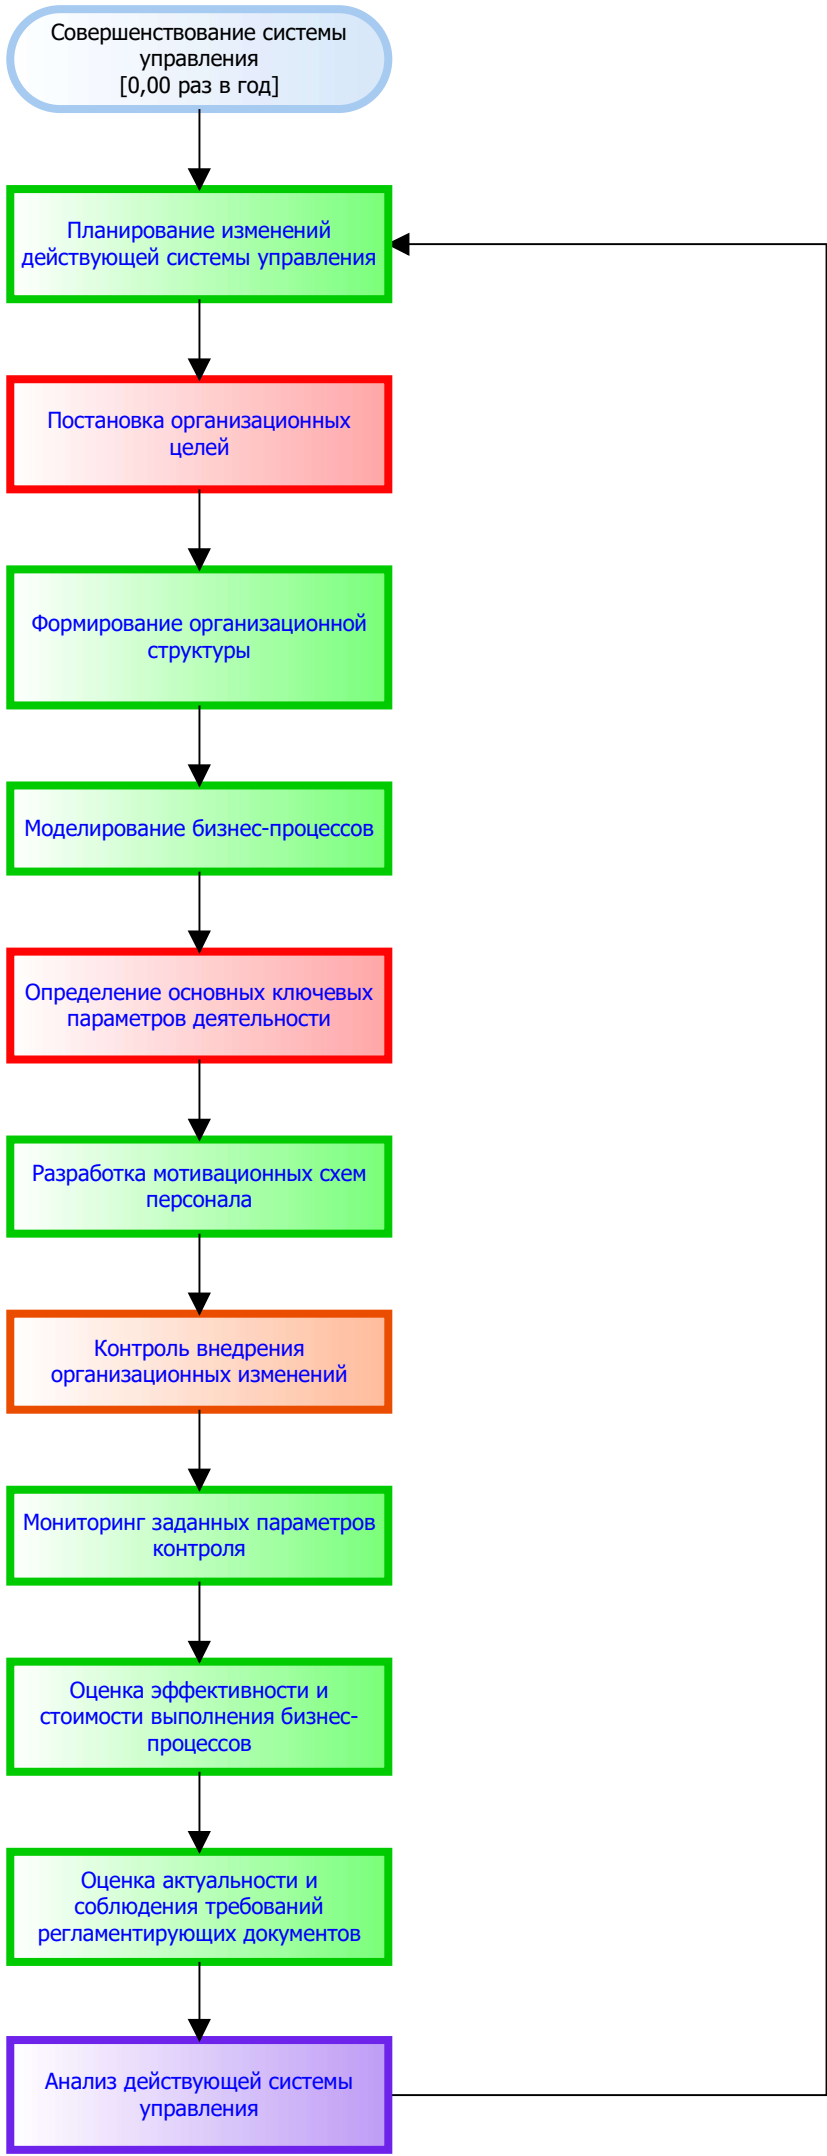 Совершенствование системы
управления
[0,00 раз в год]
Планирование изменений
действующей системы управления
Постановка организационных
целей
Формирование организационной
структуры
Моделирование бизнес-процессов
Определение основных ключевых
параметров деятельности
Разработка мотивационных схем
персонала
Контроль внедрения
организационных изменений
Мониторинг заданных параметров
контроля
Оценка эффективности и
стоимости выполнения бизнес-
процессов
Оценка актуальности и
соблюдения требований
регламентирующих документов
Анализ действующей системы
управления